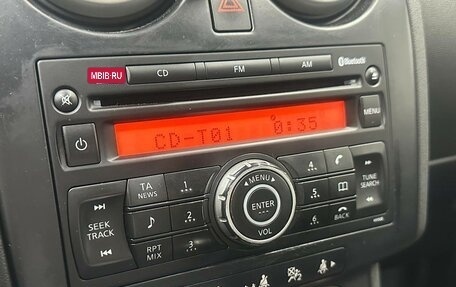 MBIB·RU
CD
FM
AM
Bluetooth
CD-T01 0:35
MENU
TA
NEWS
1
4
TUNE
SEARCH
MENU
ENTER
VOL
2
5
SEEK
TRACK
RPT
MIX
3
6
BACK